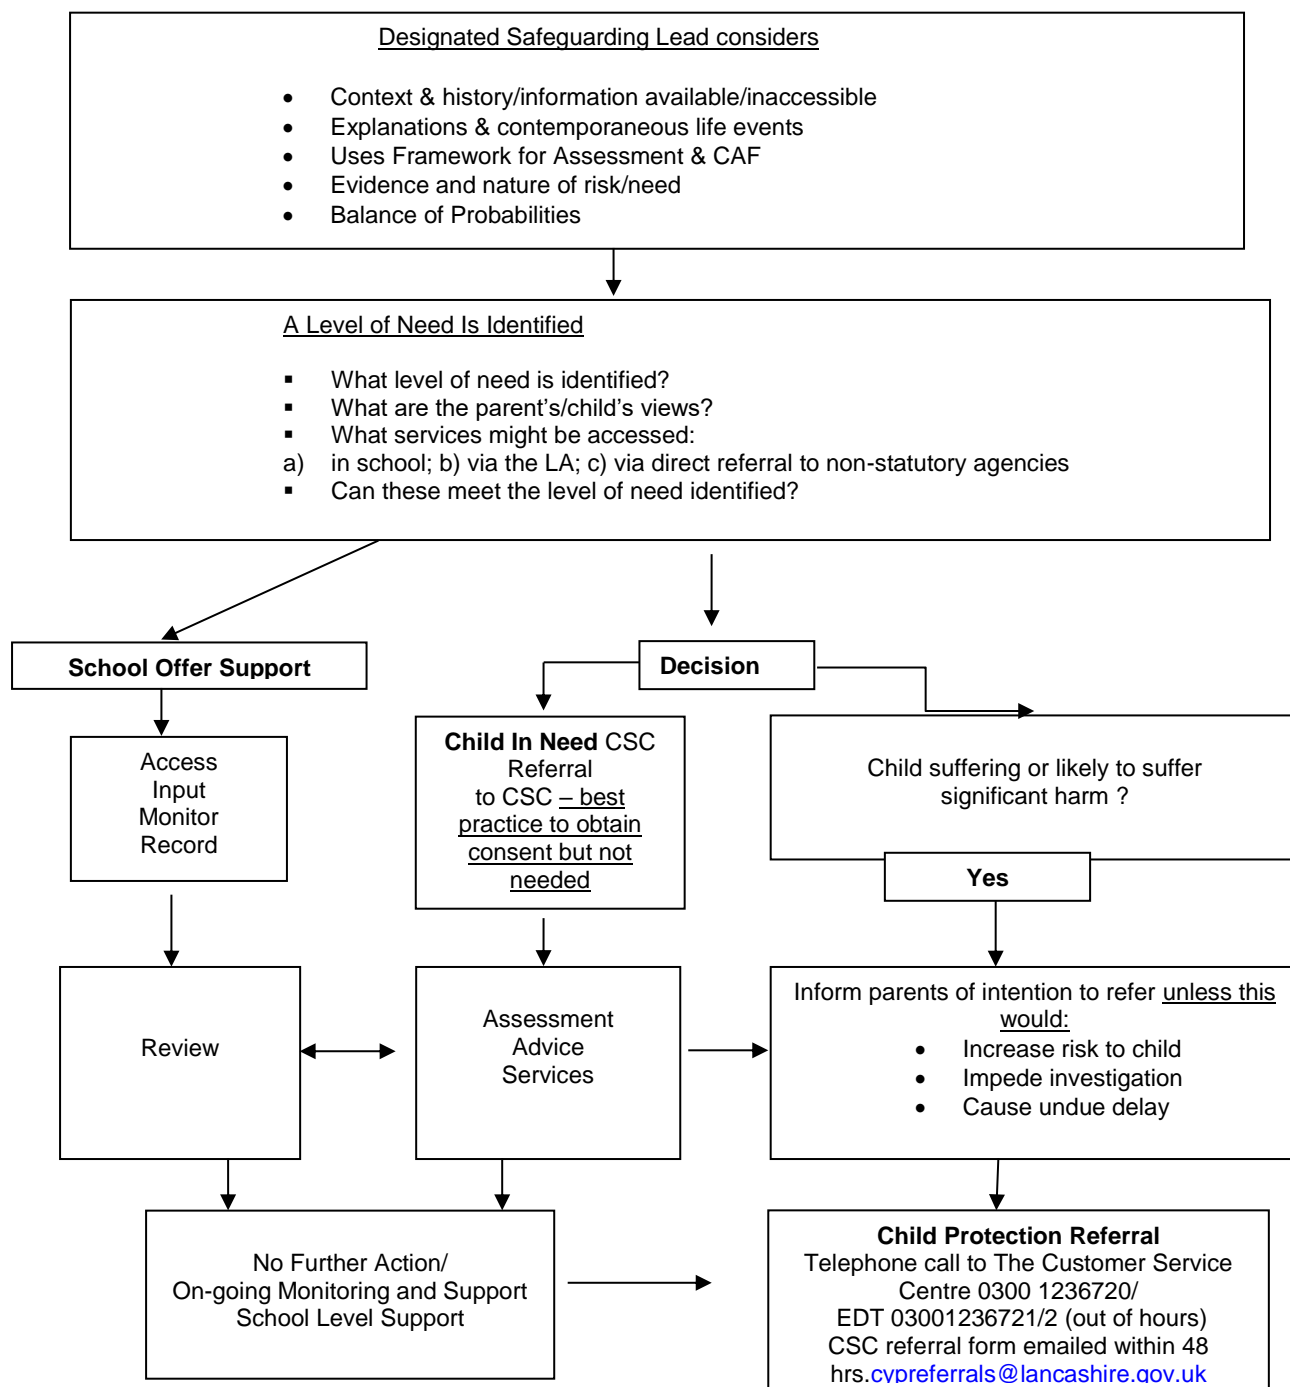 Designated Safeguarding Lead considers
• Context & history/information available/inaccessible
• Explanations & contemporaneous life events
• Uses Framework for Assessment & CAF
• Evidence and nature of risk/need
• Balance of Probabilities
A Level of Need Is Identified
▪ What level of need is identified?
▪ What are the parent’s/child’s views?
▪ What services might be accessed:
a) in school; b) via the LA; c) via direct referral to non-statutory agencies
▪ Can these meet the level of need identified?
School Offer Support
Decision
Access
Input
Monitor
Record
Child In Need CSC
Referral
to CSC – best
practice to obtain
consent but not
needed
Child suffering or likely to suffer
significant harm ?
Yes
Review
Assessment
Advice
Services
Inform parents of intention to refer unless this
would:
• Increase risk to child
• Impede investigation
• Cause undue delay
No Further Action/
On-going Monitoring and Support
School Level Support
Child Protection Referral
Telephone call to The Customer Service
Centre 0300 1236720/
EDT 03001236721/2 (out of hours)
CSC referral form emailed within 48
hrs.cypreferrals@lancashire.gov.uk